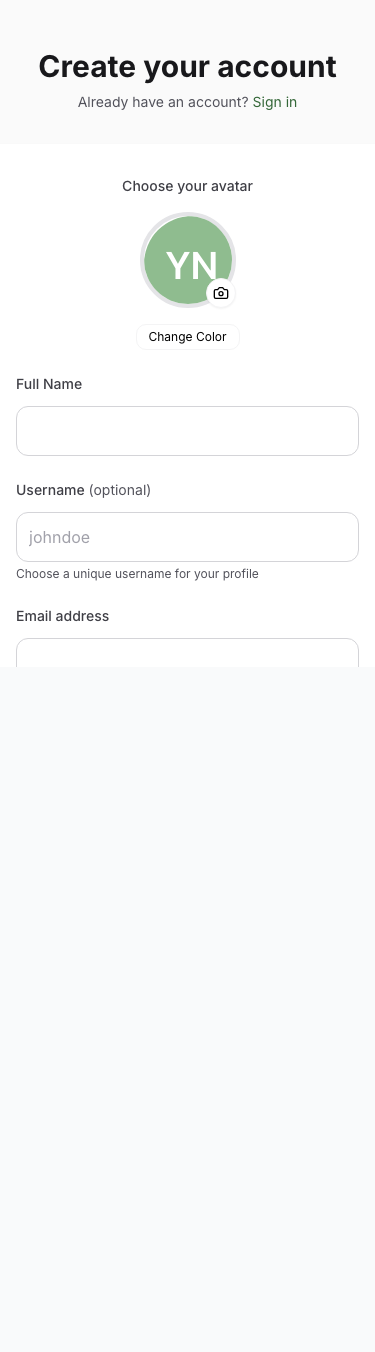 Create your account
Already have an account? Sign in
Choose your avatar
YN
Change Color
Full Name
Username (optional)
johndoe
Choose a unique username for your profile
Email address